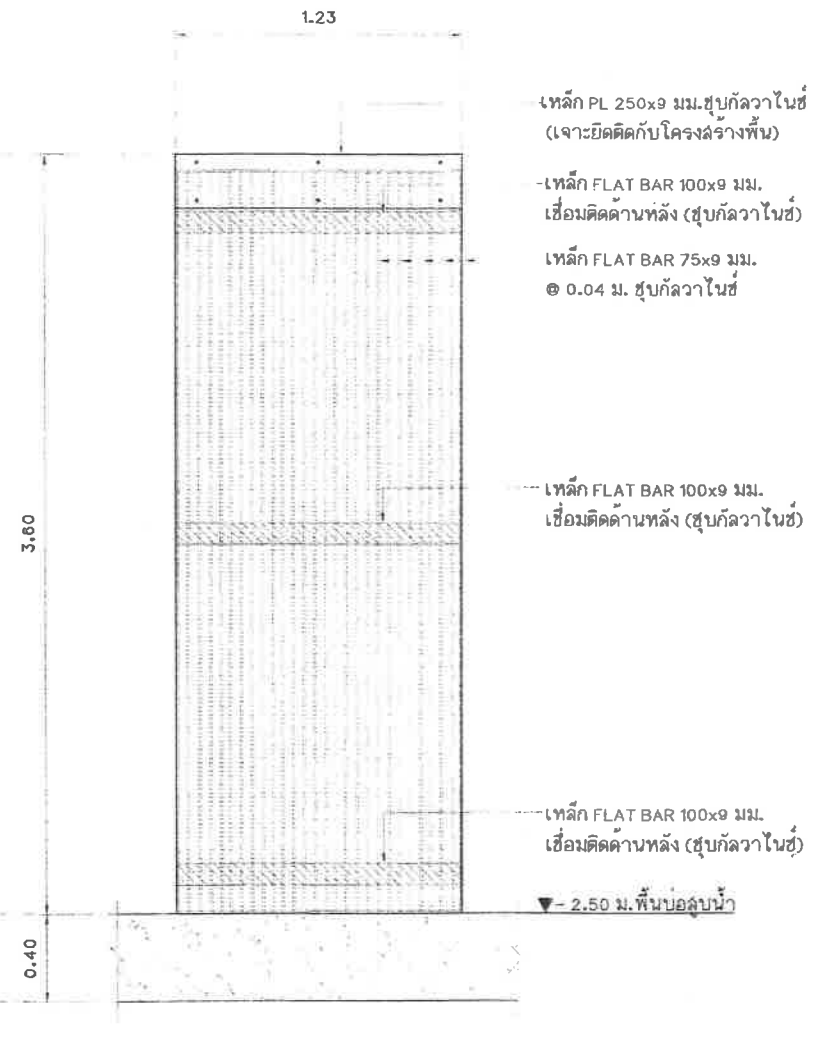 1.23
เหล็ก PL 250x9 มม.ชุบกัลวาไนซ์
(เจาะยึดติดกับโครงสร้างพื้น)
เหล็ก FLAT BAR 100x9 มม.
เชื่อมติดด้านหลัง (ชุบกัลวาไนซ์)
เหล็ก FLAT BAR 75x9 มม.
@ 0.04 ม. ชุบกัลวาไนซ์
เหล็ก FLAT BAR 100x9 มม.
เชื่อมติดด้านหลัง (ชุบกัลวาไนซ์)
3.60
เหล็ก FLAT BAR 100x9 มม.
เชื่อมติดด้านหลัง (ชุบกัลวาไนซ์)
- 2.50 ม.พื้นบ่อสูบน้ำ
0.40